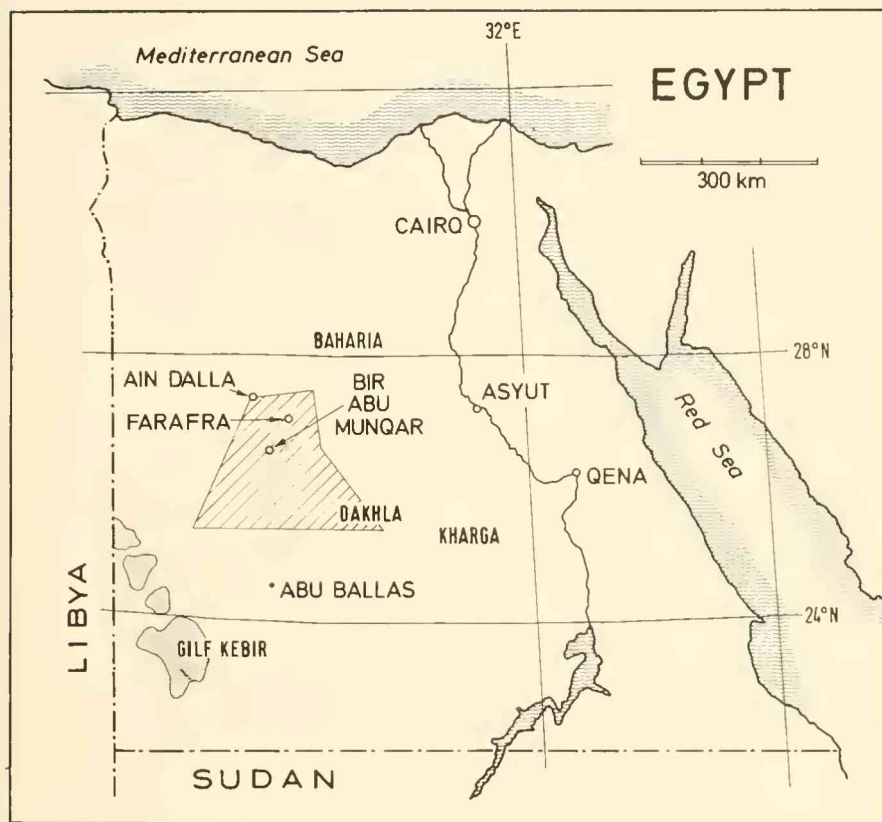 32°E
Mediterranean Sea
EGYPT
300 km
CAIRO
BAHARIA
28°N
AIN DALLA
BIR
ABU
MUNQAR
FARAFRA
ASYUT
Red Sea
QENA
DAKHLA
KHARGA
LIBYA
ABU BALLAS
24°N
GILF KEBIR
SUDAN